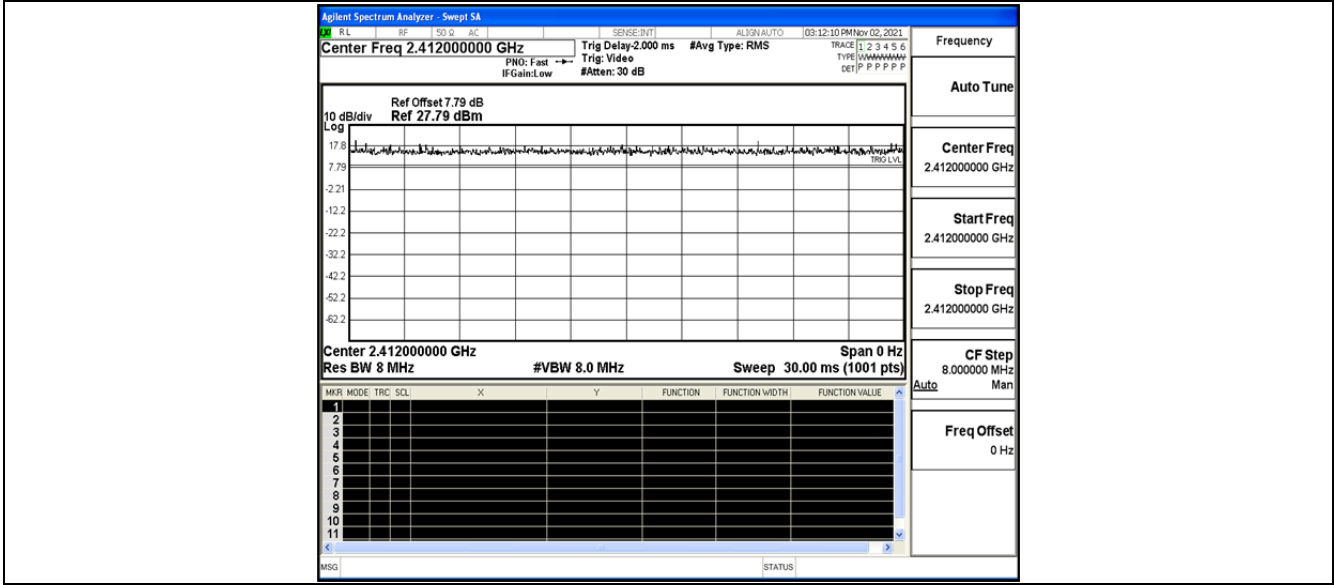 Agilent Spectrum Analyzer - Swept SA
RL RF 50 Ω AC SENSE:INT ALIGNAUTO 03:12:10 PM Nov 02, 2021
Center Freq 2.412000000 GHz
PNO: Fast
IFGain:Low
Trig Delay-2.000 ms
Trig: Video
#Atten: 30 dB
#Avg Type: RMS
TRACE 1 2 3 4 5 6
TYPE WWWWWW
DET P P P P P P
Ref Offset 7.79 dB
10 dB/div Ref 27.79 dBm
Log
17.8
7.79
-2.21
-12.2
-22.2
-32.2
-42.2
-52.2
-62.2
TRIG LVL
Center 2.412000000 GHz Span 0 Hz
Res BW 8 MHz #VBW 8.0 MHz Sweep 30.00 ms (1001 pts)
MKR MODE TRC SCL X Y FUNCTION FUNCTION WIDTH FUNCTION VALUE
1
2
3
4
5
6
7
8
9
10
11
MSG STATUS
Frequency
Auto Tune
Center Freq
2.412000000 GHz
Start Freq
2.412000000 GHz
Stop Freq
2.412000000 GHz
CF Step
8.000000 MHz
Auto Man
Freq Offset
0 Hz